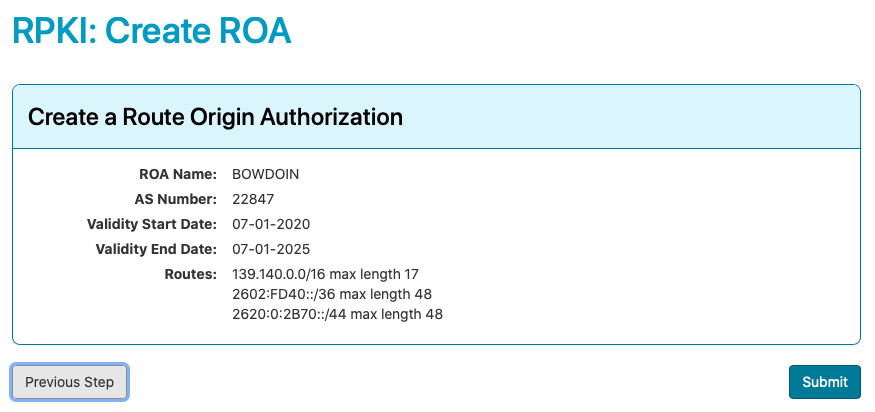 RPKI: Create ROA
Create a Route Origin Authorization
ROA Name: BOWDOIN
AS Number: 22847
Validity Start Date: 07-01-2020
Validity End Date: 07-01-2025
Routes: 139.140.0.0/16 max length 17
2602:FD40::/36 max length 48
2620:0:2B70::/44 max length 48
Previous Step Submit